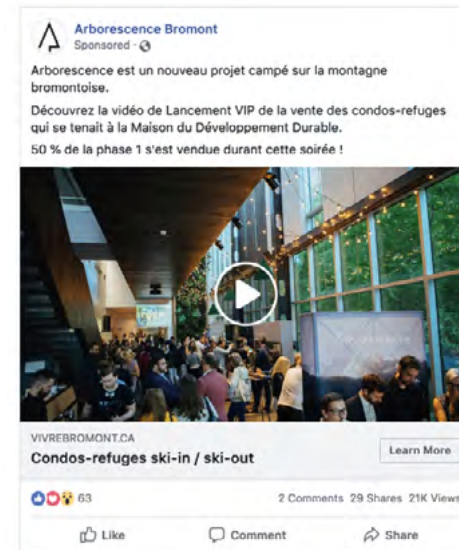 Arborescence Bromont
Sponsored ·
Arborescence est un nouveau projet campé sur la montagne
bromontoise.
Découvrez la vidéo de Lancement VIP de la vente des condos-refuges
qui se tenait à la Maison du Développement Durable.
50 % de la phase 1 s'est vendue durant cette soirée !
VIVREBROMONT.CA
Condos-refuges ski-in / ski-out
Learn More
63
2 Comments 29 Shares 21K Views
Like
Comment
Share